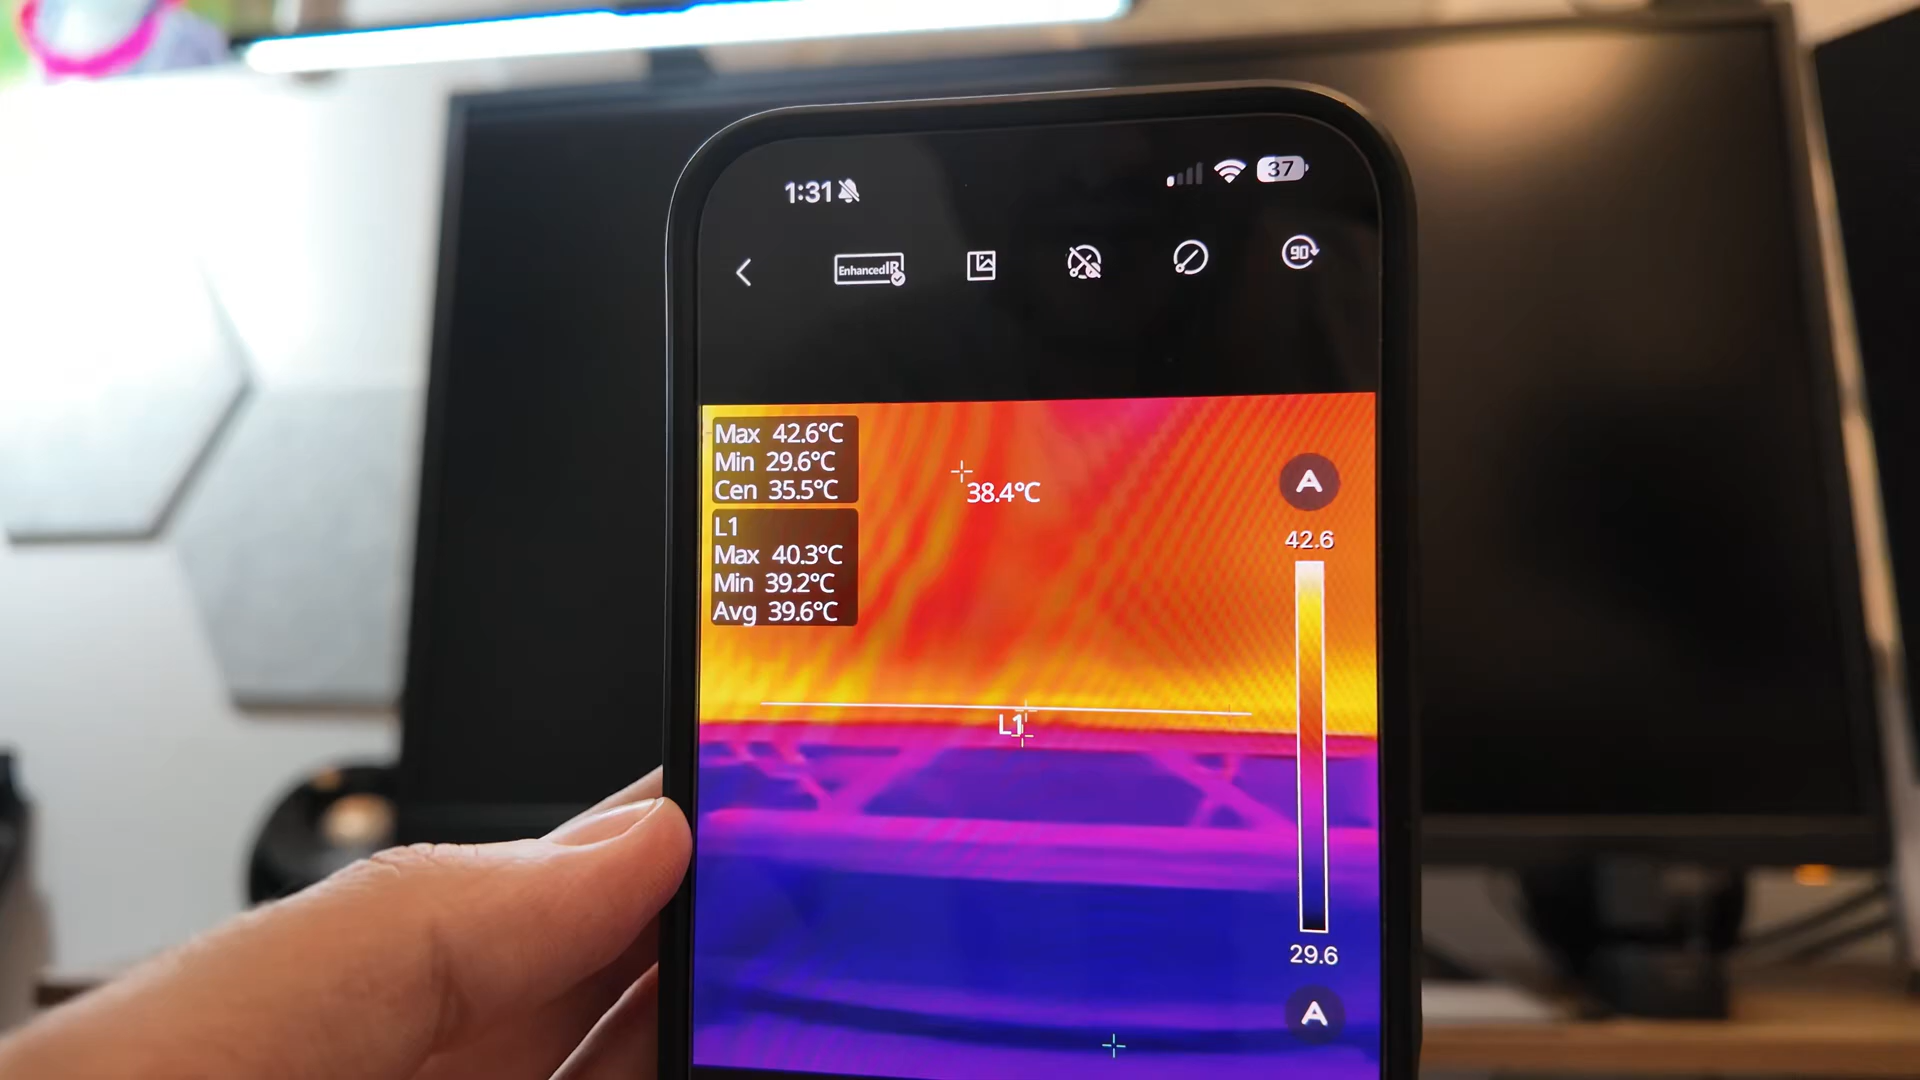 1:31
37
EnhancedIR
90
Max 42.6°C
Min 29.6°C
Cen 35.5°C
38.4°C
A
L1
Max 40.3°C
Min 39.2°C
Avg 39.6°C
42.6
L1
29.6
A